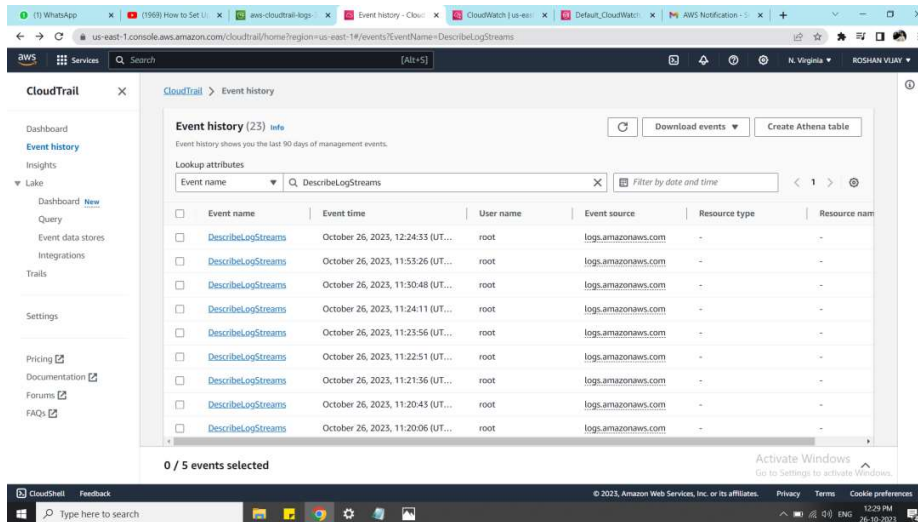 (1) WhatsApp
(1969) How to Set U
aws-cloudtrail-logs-
Event history - Cloud
CloudWatch | us-eas
Default_CloudWatch
AWS Notification - S
us-east-1.console.aws.amazon.com/cloudtrail/home?region=us-east-1#/events?EventName=DescribeLogStreams
aws Services Search [Alt+S] N. Virginia ROSHAN VIJAY
CloudTrail
CloudTrail > Event history
Dashboard
Event history
Insights
Lake
Dashboard New
Query
Event data stores
Integrations
Trails
Settings
Pricing
Documentation
Forums
FAQs
Event history (23) Info
Event history shows you the last 90 days of management events.
Download events Create Athena table
Lookup attributes
Event name DescribeLogStreams Filter by date and time 1
Event name Event time User name Event source Resource type Resource nam
DescribeLogStreams October 26, 2023, 12:24:33 (UT... root logs.amazonaws.com - -
DescribeLogStreams October 26, 2023, 11:53:26 (UT... root logs.amazonaws.com - -
DescribeLogStreams October 26, 2023, 11:30:48 (UT... root logs.amazonaws.com - -
DescribeLogStreams October 26, 2023, 11:24:11 (UT... root logs.amazonaws.com - -
DescribeLogStreams October 26, 2023, 11:23:56 (UT... root logs.amazonaws.com - -
DescribeLogStreams October 26, 2023, 11:22:51 (UT... root logs.amazonaws.com - -
DescribeLogStreams October 26, 2023, 11:21:36 (UT... root logs.amazonaws.com - -
DescribeLogStreams October 26, 2023, 11:20:43 (UT... root logs.amazonaws.com - -
DescribeLogStreams October 26, 2023, 11:20:06 (UT... root logs.amazonaws.com - -
0 / 5 events selected
Activate Windows
Go to Settings to activate Windows.
CloudShell Feedback © 2023, Amazon Web Services, Inc. or its affiliates. Privacy Terms Cookie preferences
Type here to search
ENG
12:29 PM
26-10-2023